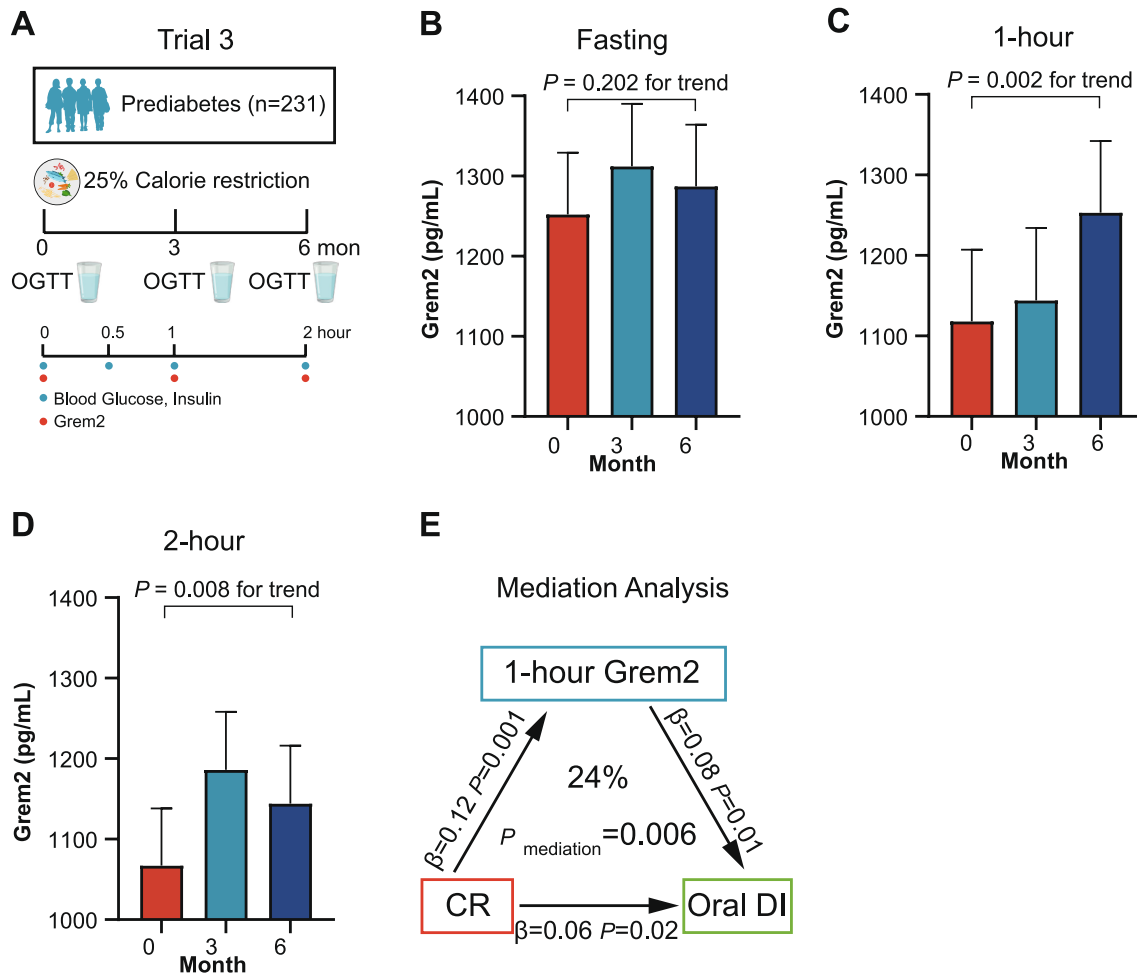 A
Trial 3
Prediabetes (n=231)
25% Calorie restriction
0 3 6 mon
OGTT OGTT OGTT
0 0.5 1 2 hour
Blood Glucose, Insulin
Grem2
B
Fasting
P = 0.202 for trend
Grem2 (pg/mL)
1400
1300
1200
1100
1000
0 3 6
Month
C
1-hour
P = 0.002 for trend
Grem2 (pg/mL)
1400
1300
1200
1100
1000
0 3 6
Month
D
2-hour
P = 0.008 for trend
Grem2 (pg/mL)
1400
1300
1200
1100
1000
0 3 6
Month
E
Mediation Analysis
1-hour Grem2
β=0.12 P=0.001
β=0.08 P=0.01
24%
P mediation=0.006
CR
Oral DI
β=0.06 P=0.02